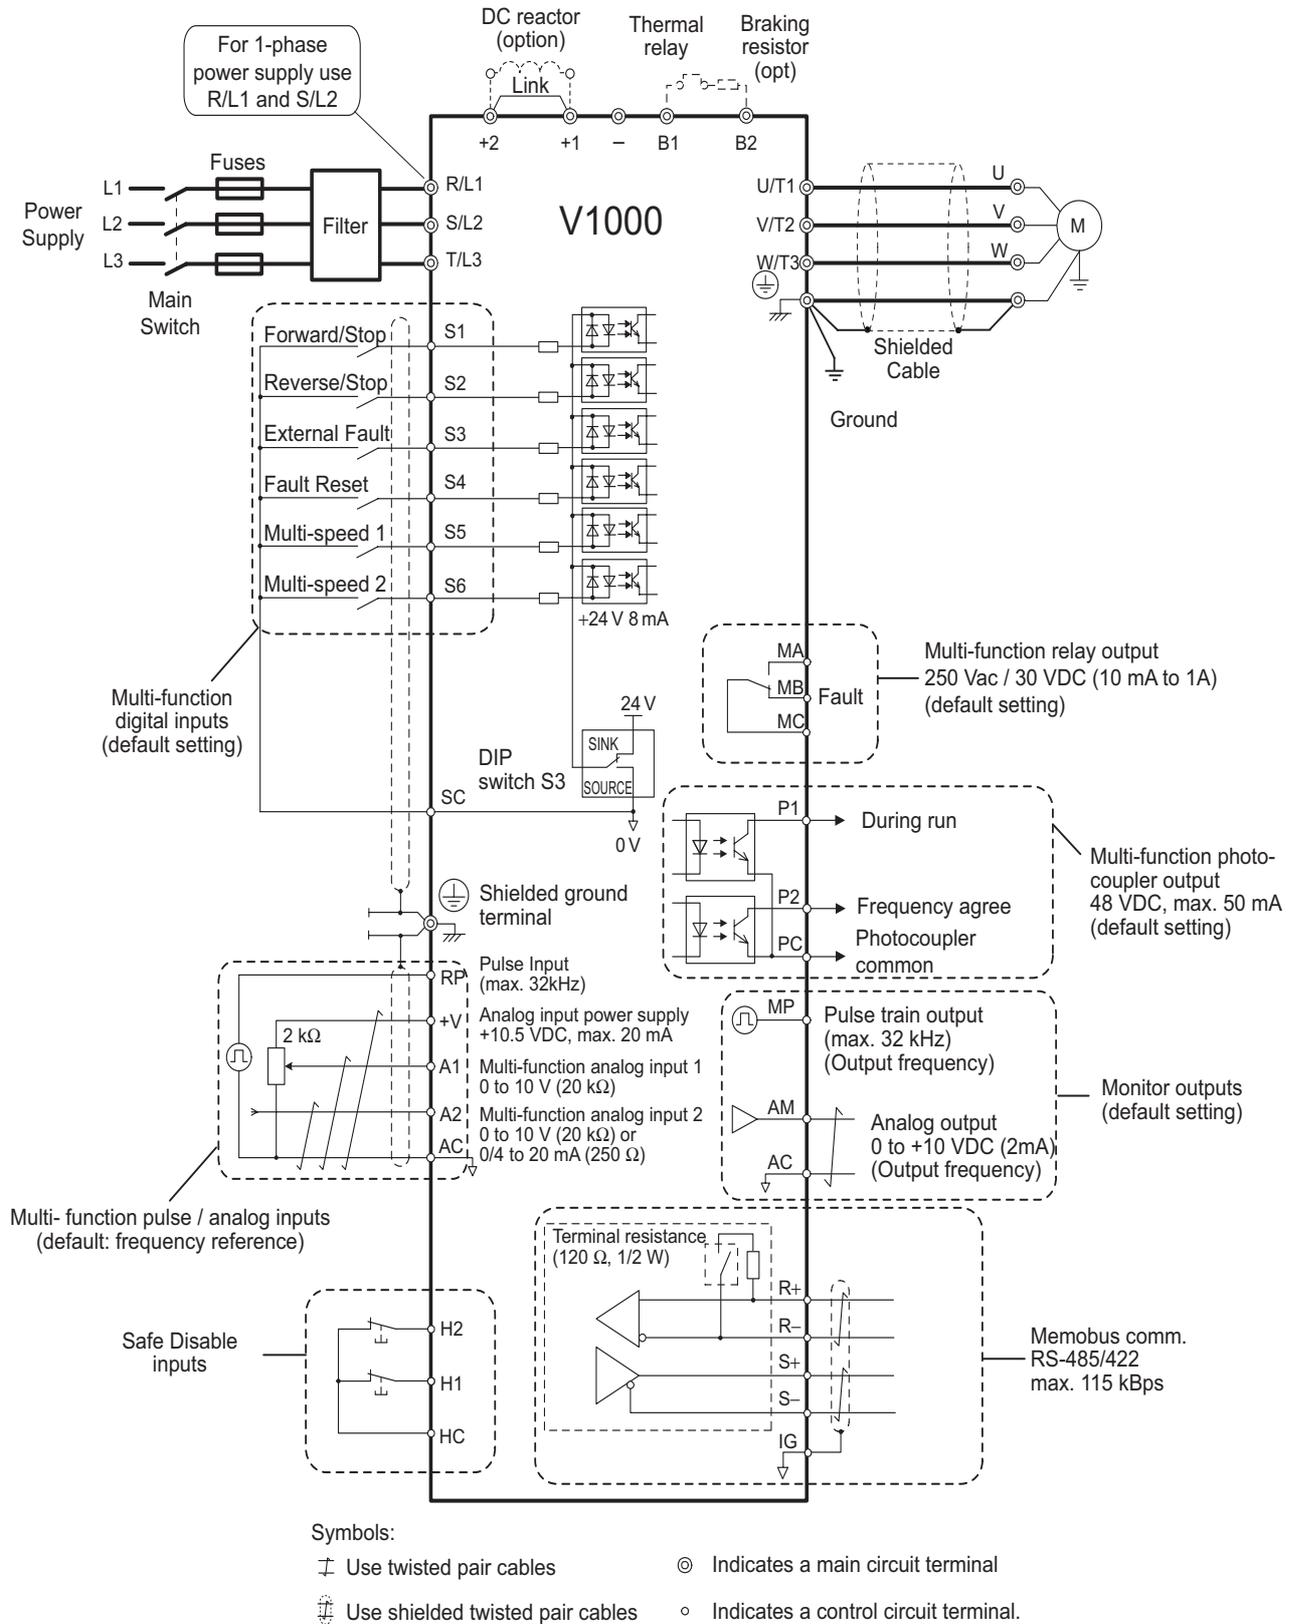 DC reactor
(option)
Thermal
relay
Braking
resistor
(opt)
For 1-phase
power supply use
R/L1 and S/L2
Link
+2
+1
–
B1
B2
Fuses
Power
Supply
L1
L2
L3
Filter
R/L1
S/L2
T/L3
Main
Switch
V1000
U/T1
V/T2
W/T3
U
V
W
M
Shielded
Cable
Ground
Forward/Stop
S1
Reverse/Stop
S2
External Fault
S3
Fault Reset
S4
Multi-speed 1
S5
Multi-speed 2
S6
+24 V 8 mA
Multi-function
digital inputs
(default setting)
24 V
SINK
SOURCE
DIP
switch S3
SC
0 V
MA
MB
MC
Fault
Multi-function relay output
250 Vac / 30 VDC (10 mA to 1A)
(default setting)
P1
During run
P2
Frequency agree
PC
Photocoupler
common
Multi-function photo-
coupler output
48 VDC, max. 50 mA
(default setting)
Shielded ground
terminal
RP
Pulse Input
(max. 32kHz)
2 kΩ
+V
Analog input power supply
+10.5 VDC, max. 20 mA
A1
Multi-function analog input 1
0 to 10 V (20 kΩ)
A2
Multi-function analog input 2
0 to 10 V (20 kΩ) or
0/4 to 20 mA (250 Ω)
AC
Multi- function pulse / analog inputs
(default: frequency reference)
MP
Pulse train output
(max. 32 kHz)
(Output frequency)
AM
Analog output
0 to +10 VDC (2mA)
(Output frequency)
AC
Monitor outputs
(default setting)
Terminal resistance
(120 Ω, 1/2 W)
R+
R–
S+
S–
IG
Memobus comm.
RS-485/422
max. 115 kBps
Safe Disable
inputs
H2
H1
HC
Symbols:
Use twisted pair cables
Indicates a main circuit terminal
Use shielded twisted pair cables
Indicates a control circuit terminal.